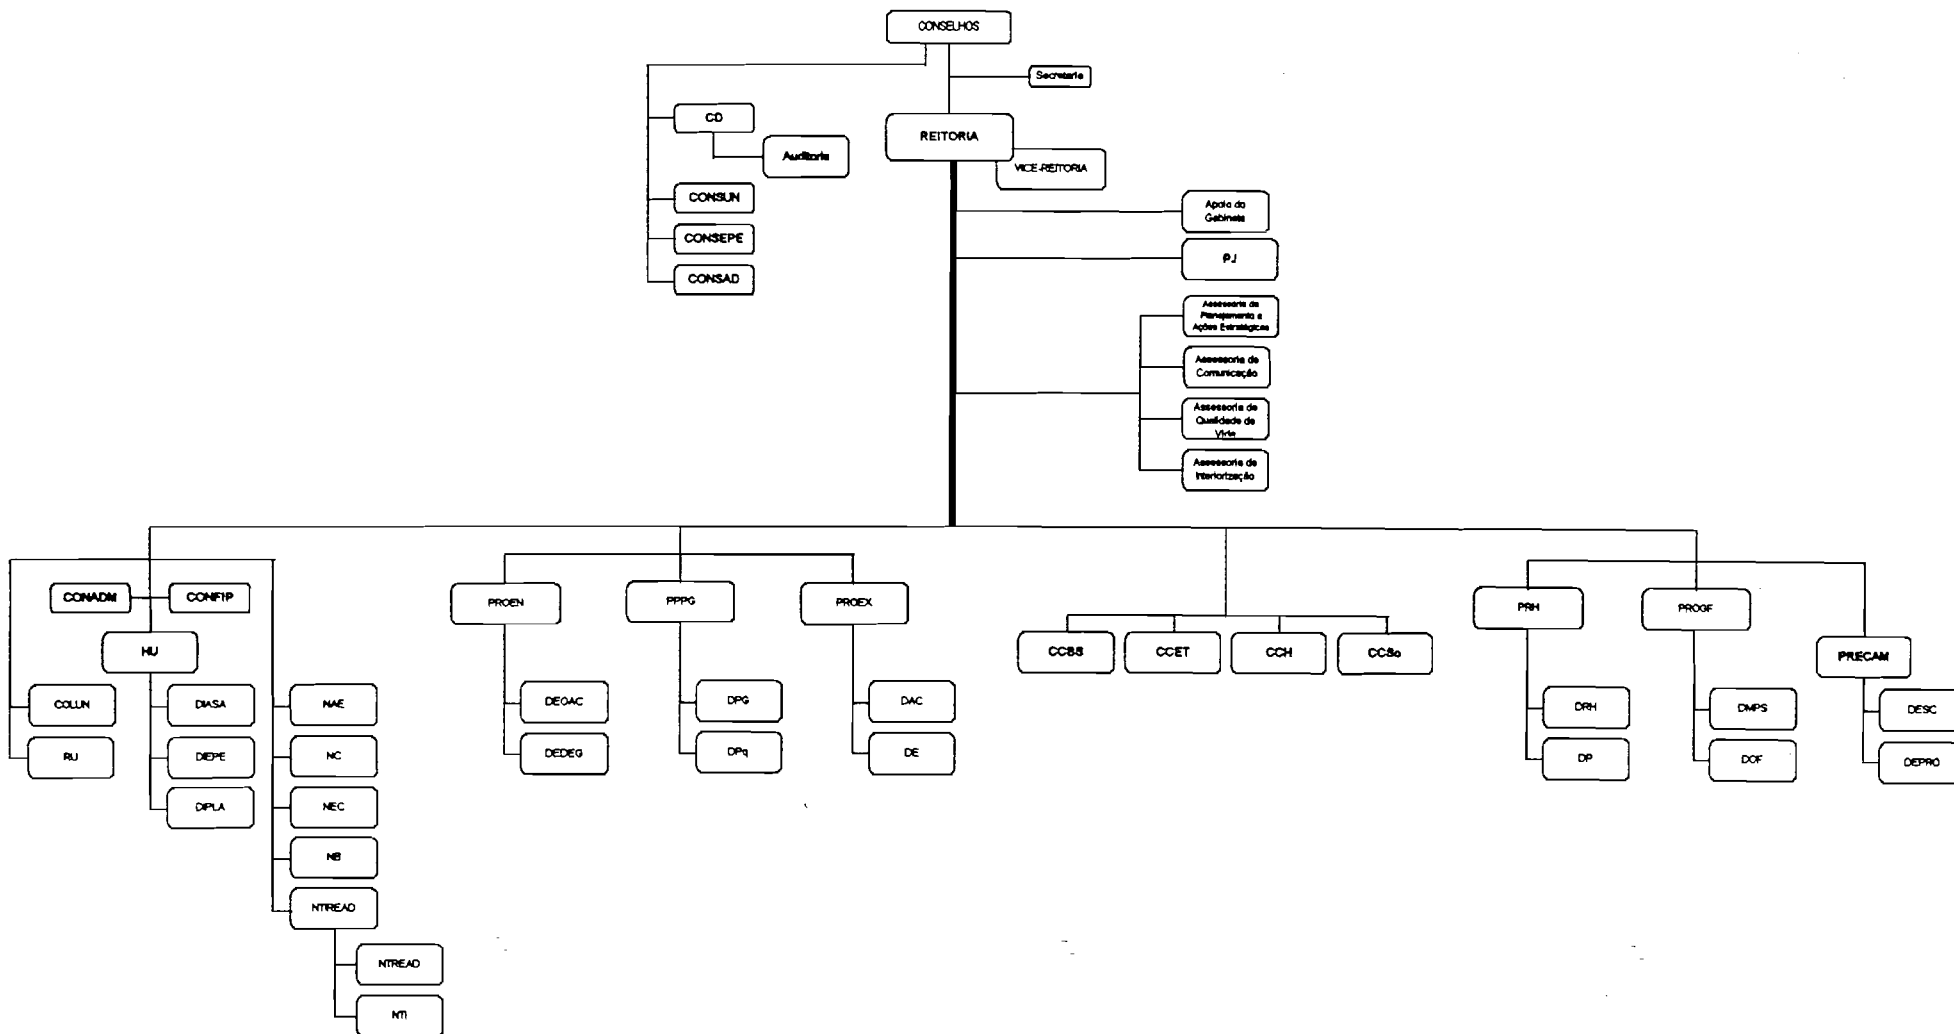 CONSELHOS
Secretaria
CD
REITORIA
Auditoria
VICE-REITORIA
CONSUN
Apoio do
Gabinete
CONSEPE
PJ
CONSAD
Assessoria de
Planejamento e
Ações Estratégicas
Assessoria de
Comunicação
Assessoria de
Qualidade de
Vida
Assessoria de
Interiorização
CONADM
CONFIP
PROEN
PPPG
PROEX
PRH
PROGF
HU
CCBS
CCET
CCH
CCSo
PRECAM
COLUN
DIASA
NAE
DEOAC
DPG
DAC
DRH
DMPS
DESC
RU
DIEPE
NC
DEDEG
DPq
DE
DP
DOF
DEPRO
DIPLA
NEC
NB
NTIREAD
NTREAD
NTI